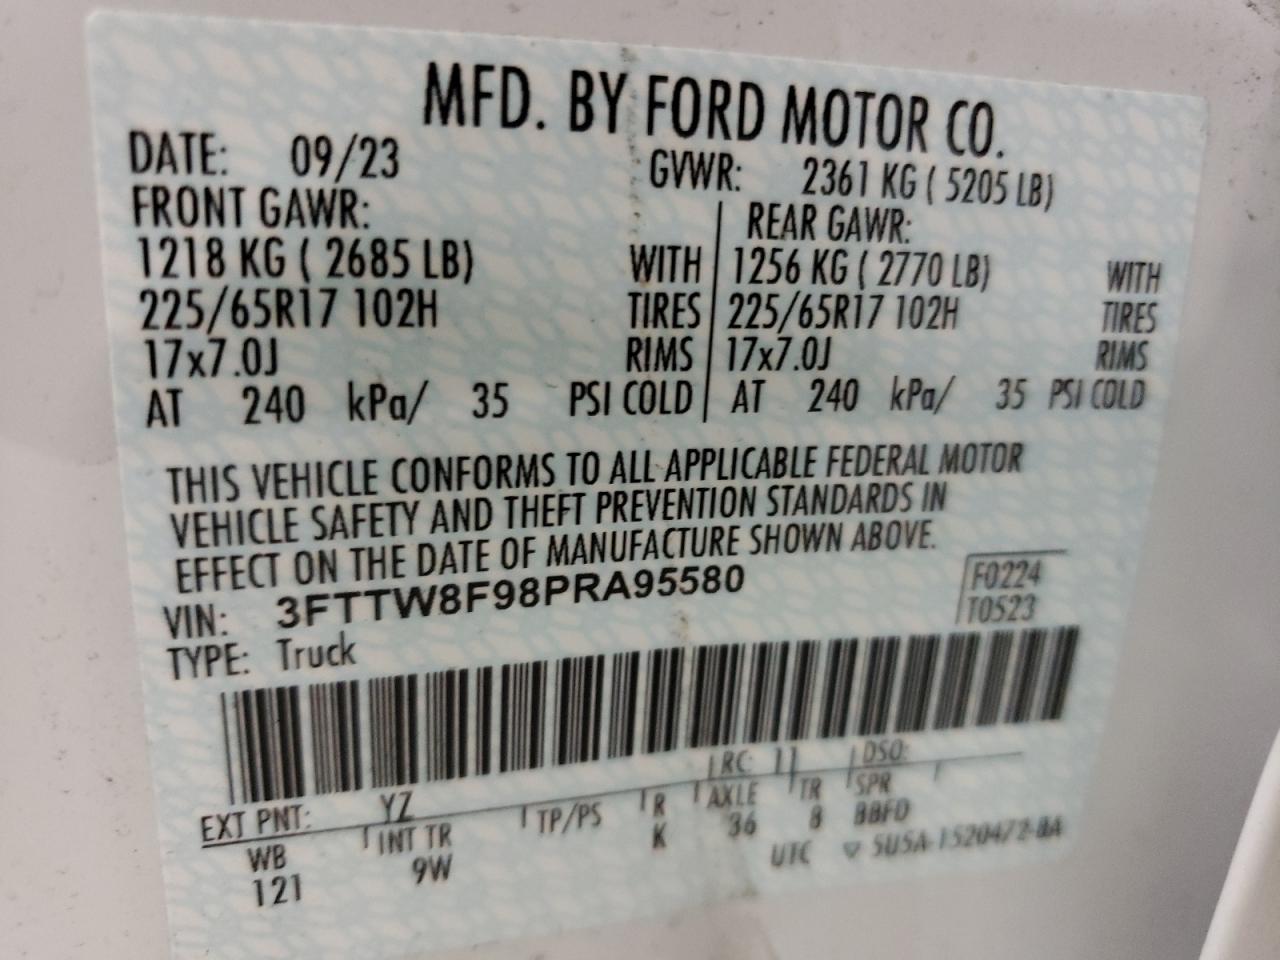 MFD. BY FORD MOTOR CO.
DATE: 09/23 GVWR: 2361 KG ( 5205 LB)
FRONT GAWR: REAR GAWR:
1218 KG ( 2685 LB) WITH 1256 KG ( 2770 LB) WITH
225/65R17 102H TIRES 225/65R17 102H TIRES
17x7.0J RIMS 17x7.0J RIMS
AT 240 kPa/ 35 PSI COLD AT 240 kPa/ 35 PSI COLD
THIS VEHICLE CONFORMS TO ALL APPLICABLE FEDERAL MOTOR
VEHICLE SAFETY AND THEFT PREVENTION STANDARDS IN
EFFECT ON THE DATE OF MANUFACTURE SHOWN ABOVE.
VIN: 3FTTW8F98PRA95580 F0224
TYPE: Truck T0523
EXT PNT: YZ RC: 11 DSO:
WB INT TR TP/PS R AXLE TR SPR
121 9W K 36 8 BBFD
UTC